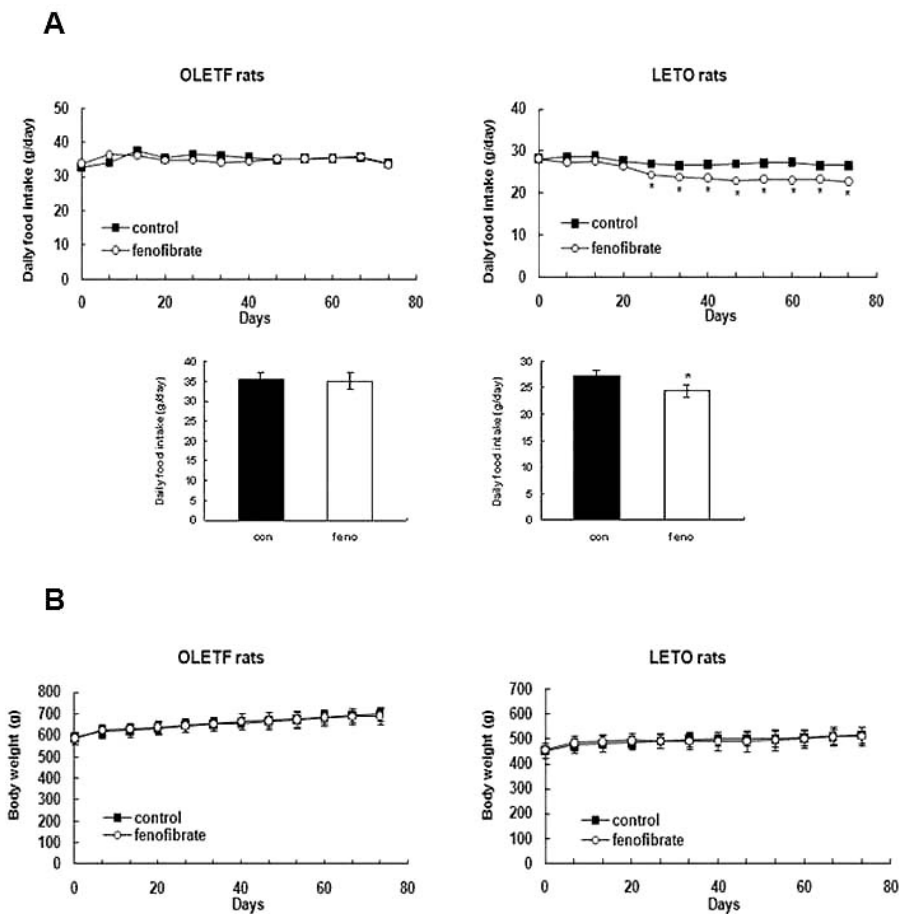 A
OLETF rats
Daily food intake (g/day)
50
40
30
20
10
0
control
fenofibrate
0 20 40 60 80
Days
LETO rats
Daily food intake (g/day)
40
30
20
10
0
* * * * * * * *
control
fenofibrate
0 20 40 60 80
Days
Daily food intake (g/day)
40
35
30
25
20
15
10
5
0
con feno
Daily food intake (g/day)
30
25
20
15
10
5
0
*
con feno
B
OLETF rats
Body weight (g)
800
700
600
500
400
300
200
100
0
control
fenofibrate
0 20 40 60 80
Days
LETO rats
Body weight (g)
700
600
500
400
300
200
100
0
control
fenofibrate
0 20 40 60 80
Days